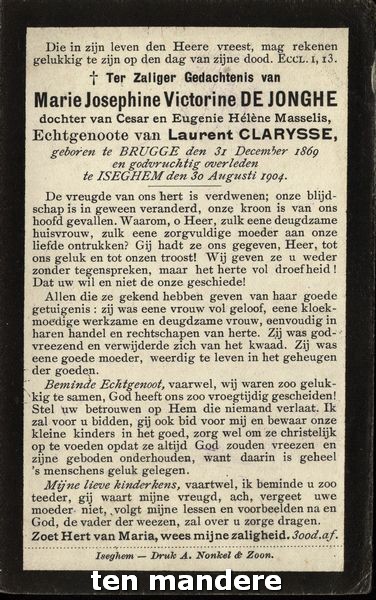 Die in zijn leven den Heere vreest, mag rekenen
gelukkig te zijn op den dag van zijne dood. ECCL. I, 13.
† Ter Zaliger Gedachtenis van
Marie Josephine Victorine DE JONGHE
dochter van Cesar en Eugenie Hélène Masselis,
Echtgenoote van Laurent CLARYSSE,
geboren te BRUGGE den 31 December 1869
en godvruchtig overleden
te ISEGHEM den 30 Augusti 1904.
De vreugde van ons hert is verdwenen; onze blijd-
schap is in geween veranderd, onze kroon is van ons
hoofd gevallen. Waarom, o Heer, zulk eene deugdzame
huisvrouw, zulk eene zorgvuldige moeder aan onze
liefde ontrukken? Gij hadt ze ons gegeven, Heer, tot
ons geluk en tot onzen troost! Wij geven ze u weder
zonder tegenspreken, maar het herte vol droefheid!
Dat uw wil en niet de onze geschiede!
Allen die ze gekend hebben geven van haar goede
getuigenis : zij was eene vrouw vol geloof, eene kloek-
moedige werkzame en deugdzame vrouw, eenvoudig in
haren handel en rechtschapen van herte. Zij was god-
vreezend en verwijderde zich van het kwaad. Zij was
eene goede moeder, weerdig te leven in het geheugen
der goeden.
Beminde Echtgenoot, vaarwel, wij waren zoo geluk-
kig te samen, God heeft ons zoo vroegtijdig gescheiden!
Stel uw betrouwen op Hem die niemand verlaat. Ik
zal voor u bidden, gij ook bid voor mij en bewaar onze
kleine kinders in het goed, zorg wel om ze christelijk
op te voeden opdat ze altijd God zouden vreezen en
zijne geboden onderhouden, want daarin is geheel
's menschens geluk gelegen.
Mijne lieve kinderkens, vaartwel, ik beminde u zoo
teeder, gij waart mijne vreugd, ach, vergeet uwe
moeder niet, volgt mijne lessen en voorbeelden na en
God, de vader der weezen, zal over u zorge dragen.
Zoet Hert van Maria, wees mijne zaligheid. 300d.af.
Iseghem — Druk A. Nonkel & Zoon.
ten mandere